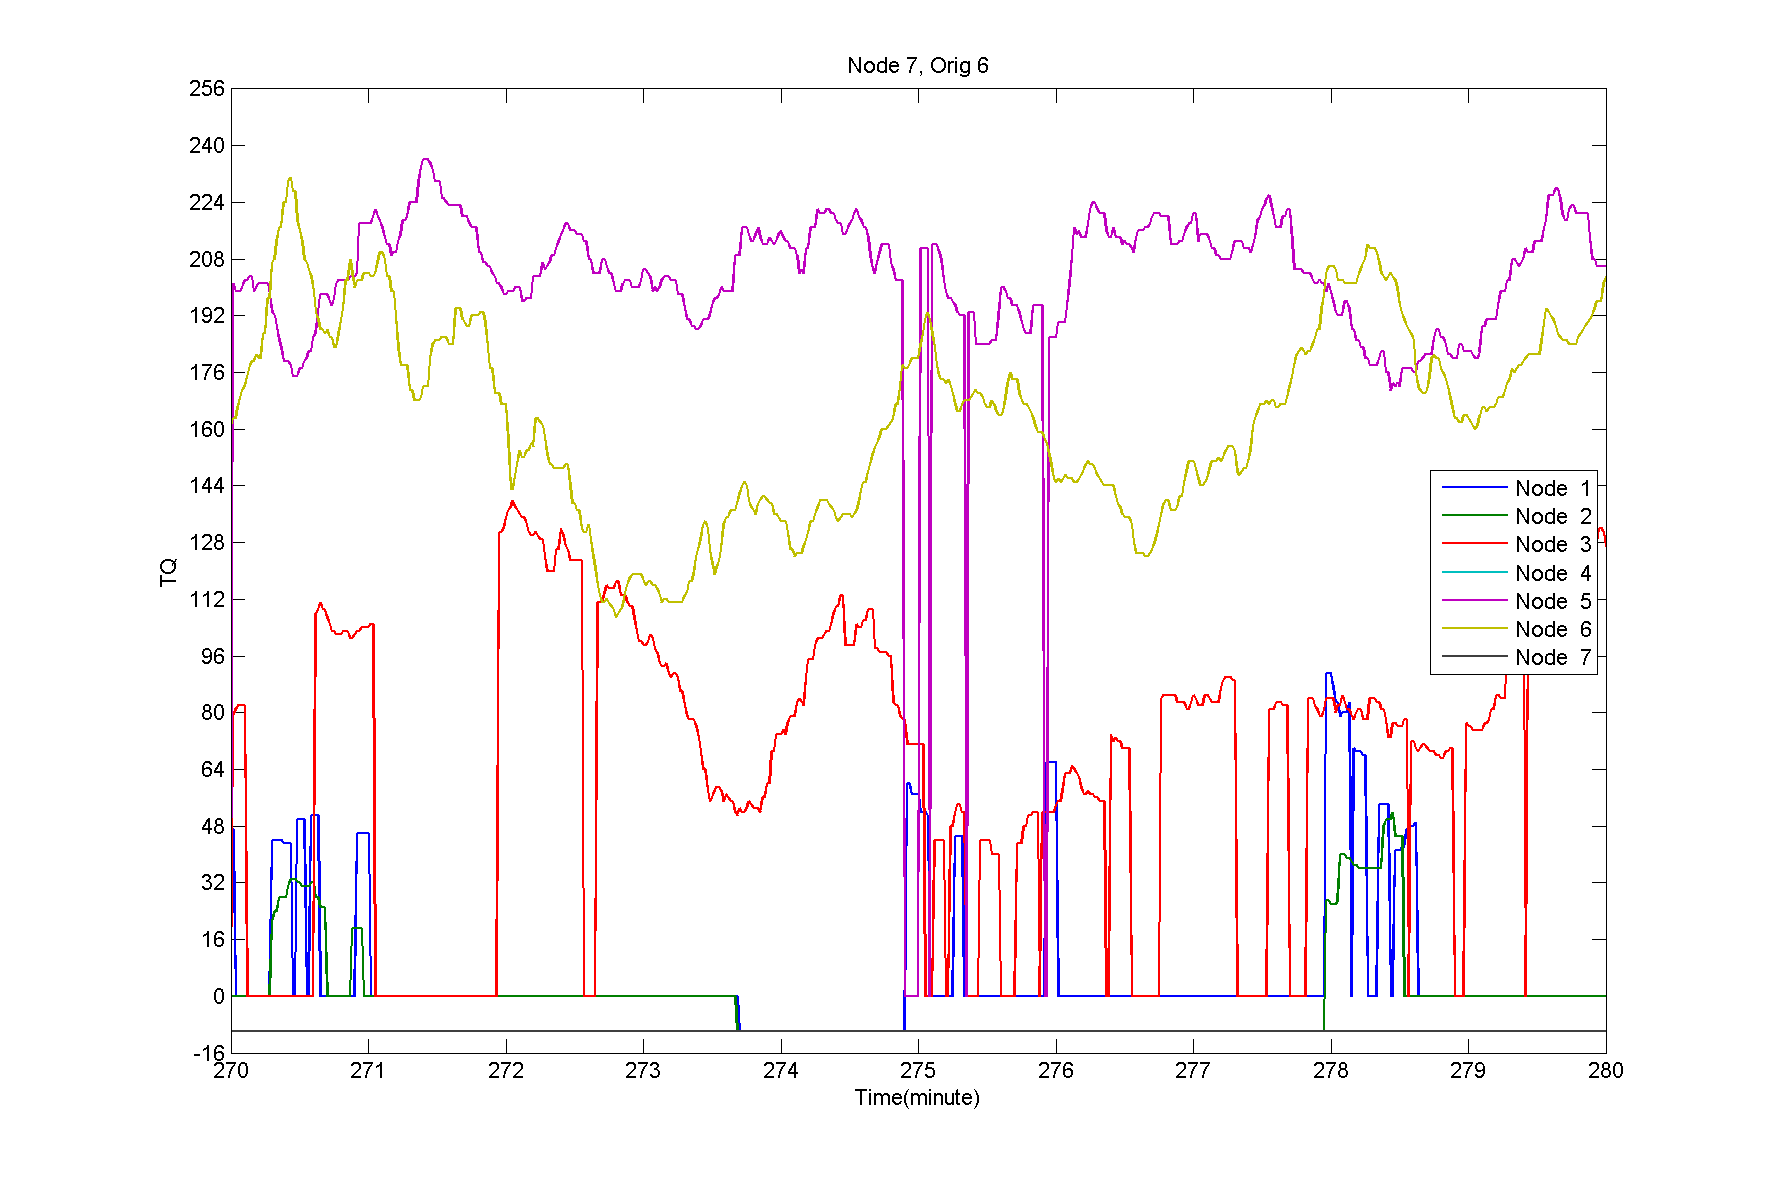 Node 7, Orig 6
256
240
224
208
192
176
160
144
128
112
96
80
64
48
32
16
0
-16
TQ
270 271 272 273 274 275 276 277 278 279 280
Time(minute)
Node 1
Node 2
Node 3
Node 4
Node 5
Node 6
Node 7